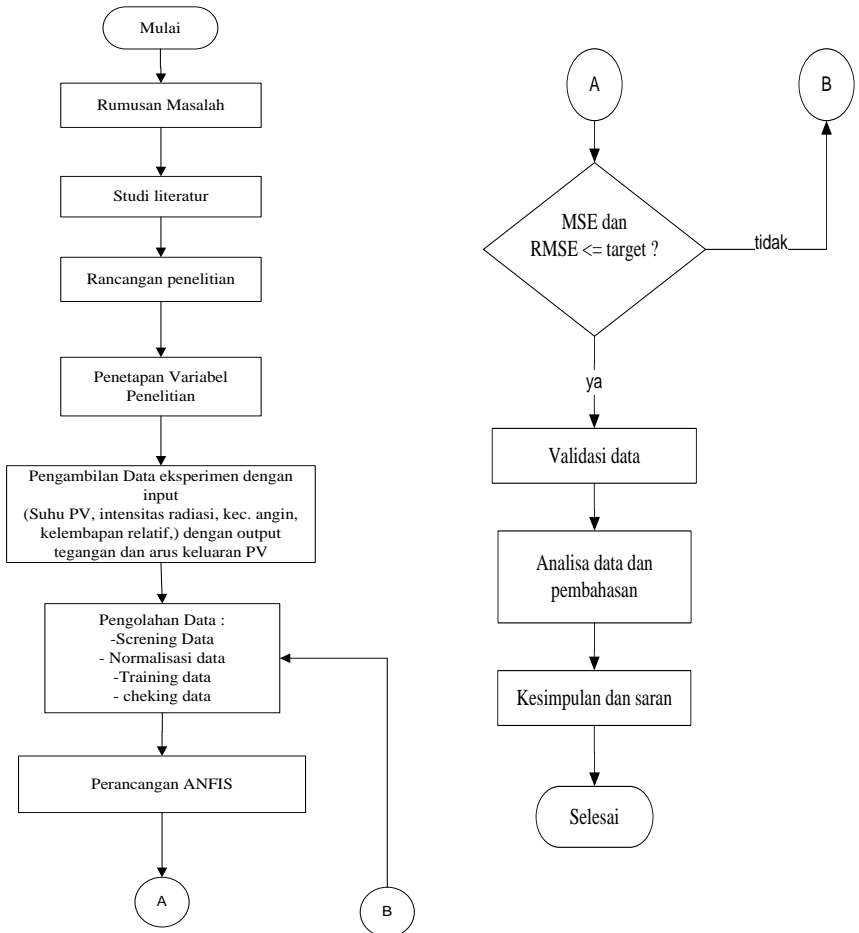 Mulai
Rumusan Masalah
Studi literatur
Rancangan penelitian
Penetapan Variabel
Penelitian
Pengambilan Data eksperimen dengan
input
(Suhu PV, intensitas radiasi, kec. angin,
kelembapan relatif,) dengan output
tegangan dan arus keluaran PV
Pengolahan Data :
-Screning Data
- Normalisasi data
-Training data
- cheking data
Perancangan ANFIS
A
B
A
B
MSE dan
RMSE <= target ?
tidak
ya
Validasi data
Analisa data dan
pembahasan
Kesimpulan dan saran
Selesai